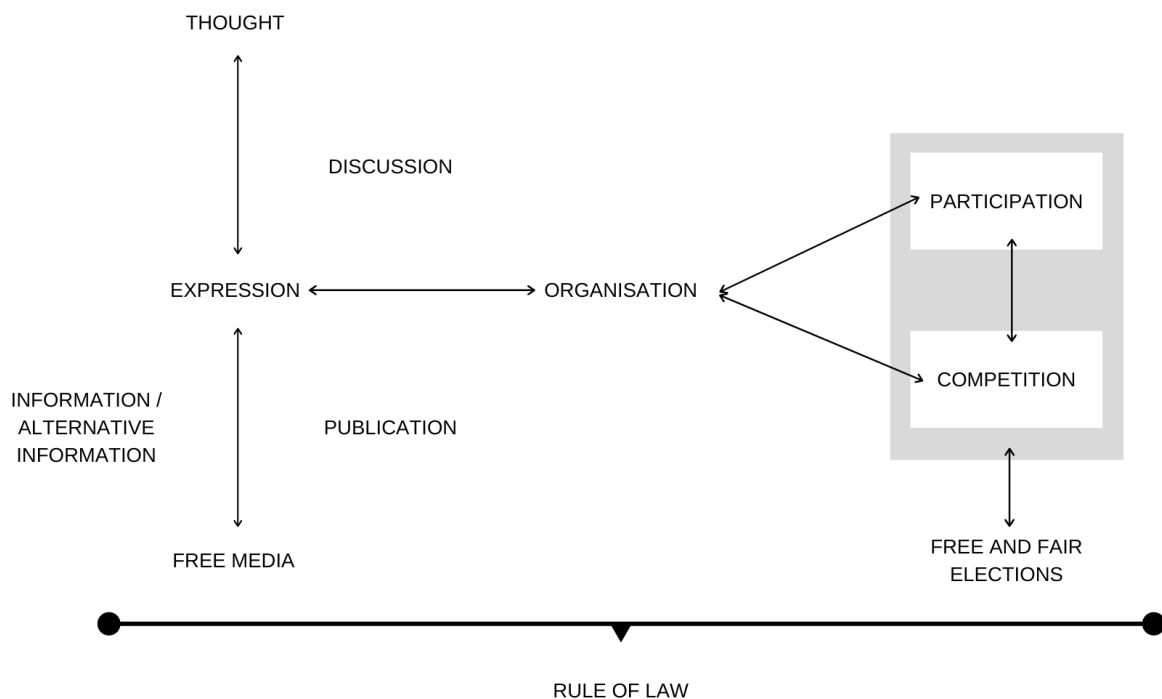 THOUGHT
DISCUSSION
PARTICIPATION
EXPRESSION
ORGANISATION
COMPETITION
INFORMATION /
ALTERNATIVE
INFORMATION
PUBLICATION
FREE MEDIA
FREE AND FAIR
ELECTIONS
RULE OF LAW